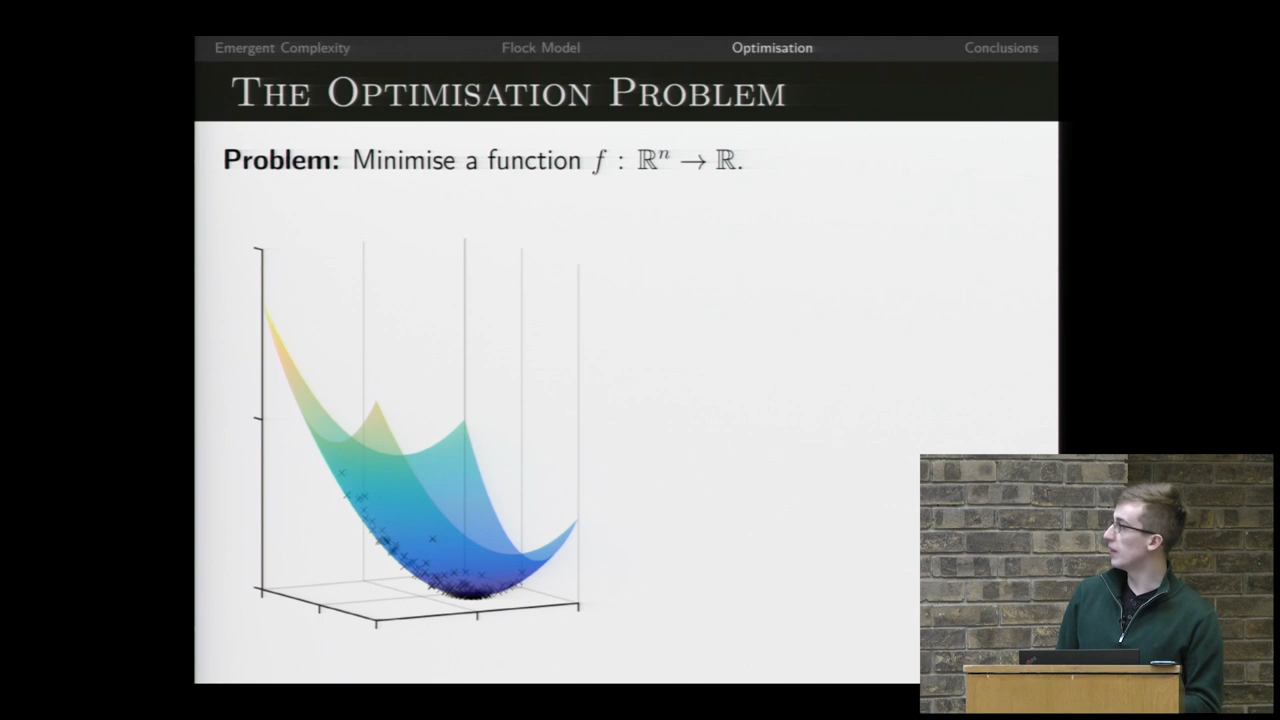 Emergent Complexity Flock Model Optimisation Conclusions
The Optimisation Problem
Problem: Minimise a function f : ℝⁿ → ℝ.